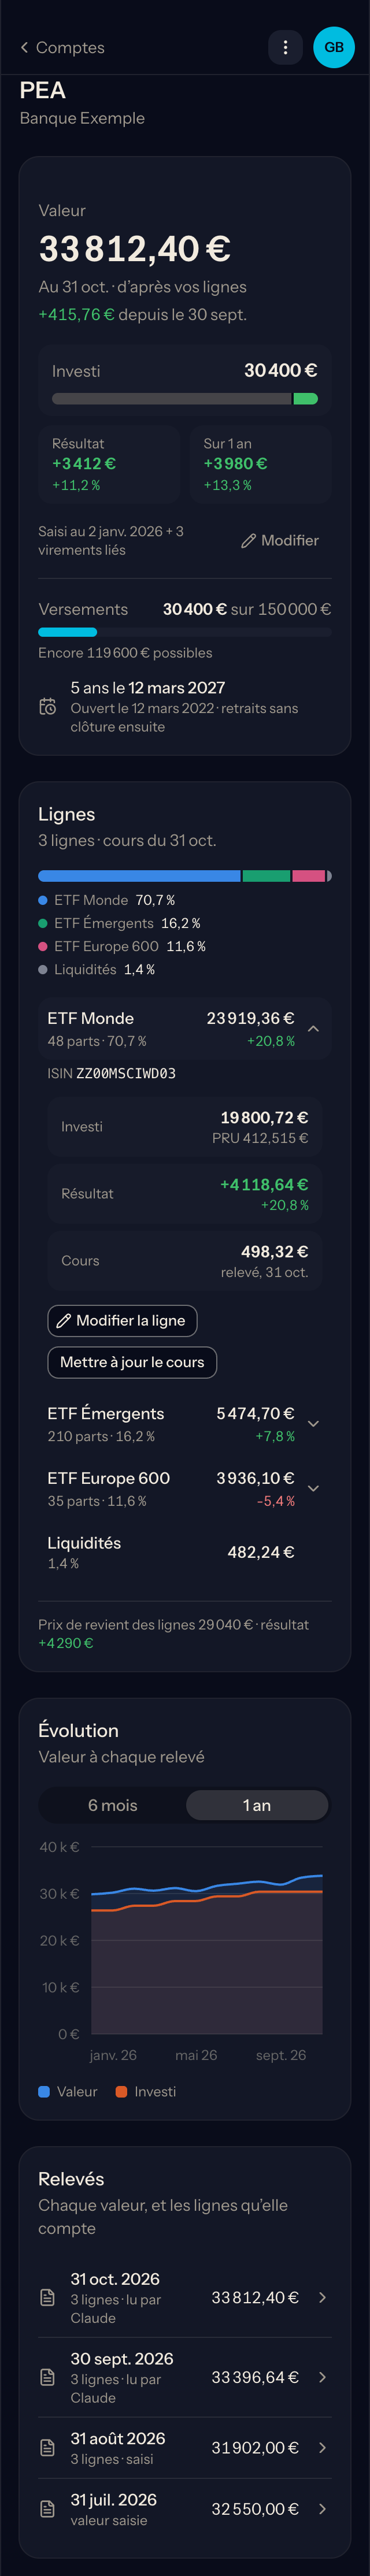 Comptes
GB
PEA
Banque Exemple
Valeur
33 812,40 €
Au 31 oct. · d’après vos lignes
+415,76 € depuis le 30 sept.
Investi 30 400 €
Résultat
+3 412 €
+11,2 %
Sur 1 an
+3 980 €
+13,3 %
Saisi au 2 janv. 2026 + 3
virements liés
Modifier
Versements 30 400 € sur 150 000 €
Encore 119 600 € possibles
5 ans le 12 mars 2027
Ouvert le 12 mars 2022 · retraits sans
clôture ensuite
Lignes
3 lignes · cours du 31 oct.
ETF Monde 70,7 %
ETF Émergents 16,2 %
ETF Europe 600 11,6 %
Liquidités 1,4 %
ETF Monde 23 919,36 €
48 parts · 70,7 % +20,8 %
ISIN ZZ00MSCIWD03
Investi
19 800,72 €
PRU 412,515 €
Résultat
+4 118,64 €
+20,8 %
Cours
498,32 €
relevé, 31 oct.
Modifier la ligne
Mettre à jour le cours
ETF Émergents 5 474,70 €
210 parts · 16,2 % +7,8 %
ETF Europe 600 3 936,10 €
35 parts · 11,6 % -5,4 %
Liquidités
1,4 %
482,24 €
Prix de revient des lignes 29 040 € · résultat
+4 290 €
Évolution
Valeur à chaque relevé
6 mois 1 an
40 k €
30 k €
20 k €
10 k €
0 €
janv. 26 mai 26 sept. 26
Valeur Investi
Relevés
Chaque valeur, et les lignes qu’elle
compte
31 oct. 2026
3 lignes · lu par
Claude
33 812,40 €
30 sept. 2026
3 lignes · lu par
Claude
33 396,64 €
31 août 2026
3 lignes · saisi
31 902,00 €
31 juil. 2026
valeur saisie
32 550,00 €